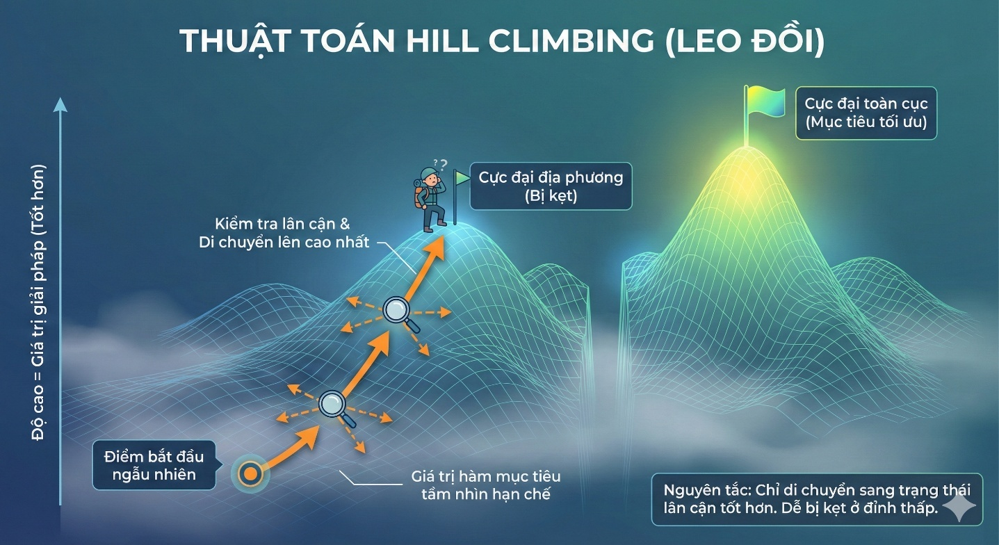 THUẬT TOÁN HILL CLIMBING (LEO ĐỒI)
Cực đại toàn cục
(Mục tiêu tối ưu)
??
Cực đại địa phương
(Bị kẹt)
Kiểm tra lân cận &
Di chuyển lên cao nhất
Độ cao = Giá trị giải pháp (Tốt hơn)
Điểm bắt đầu
ngẫu nhiên
Giá trị hàm mục tiêu
tầm nhìn hạn chế
Nguyên tắc: Chỉ di chuyển sang trạng thái
lân cận tốt hơn. Dễ bị kẹt ở đỉnh thấp.